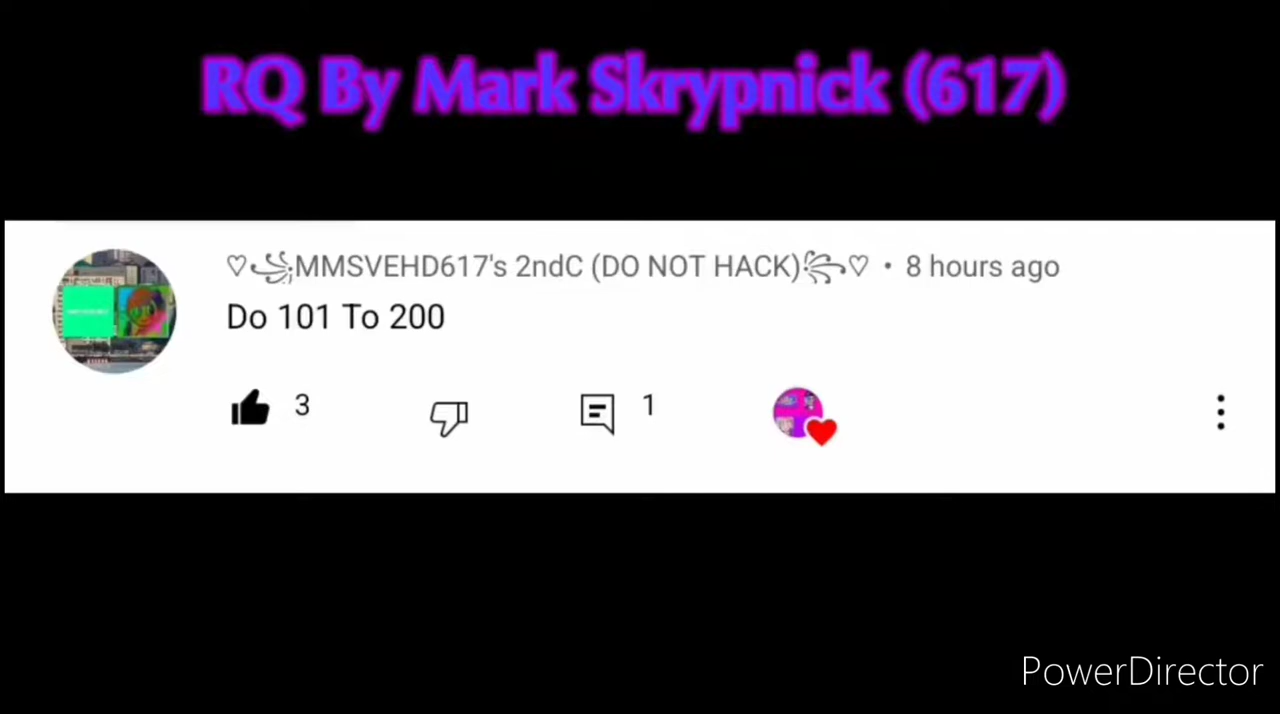 RQ By Mark Skrypnick (617)
♡꧁MMSVEHD617's 2ndC (DO NOT HACK)꧂♡ • 8 hours ago
Do 101 To 200
3 1
PowerDirector